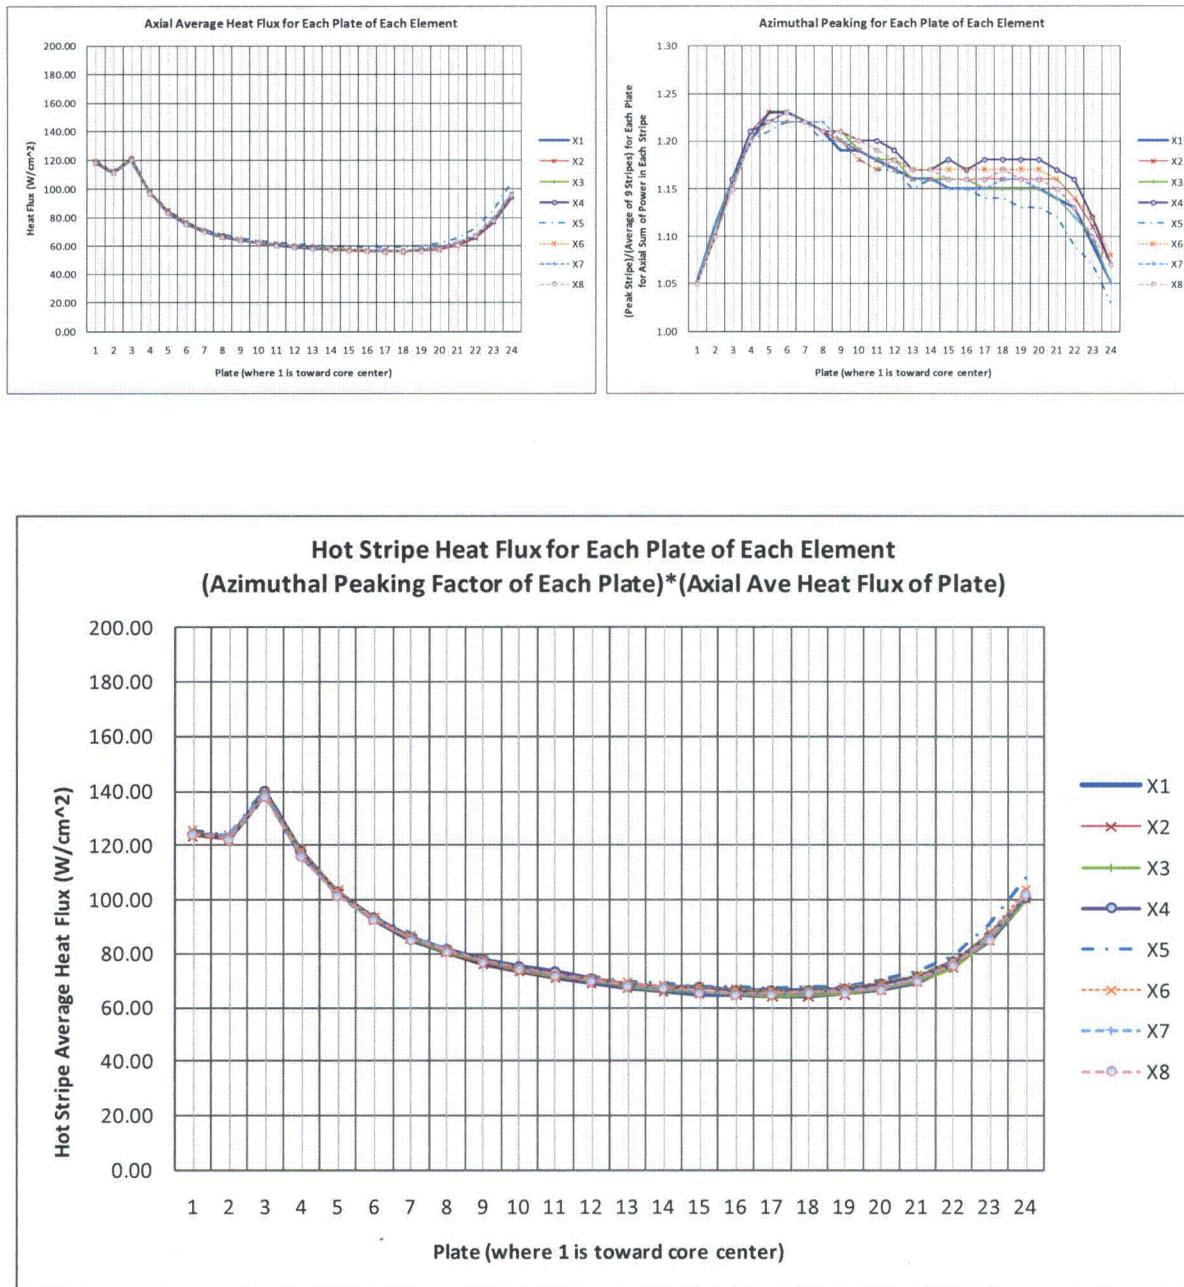 Axial Average Heat Flux for Each Plate of Each Element
200.00
180.00
160.00
140.00
120.00
100.00
80.00
60.00
40.00
20.00
0.00
Heat Flux (W/cm^2)
1 2 3 4 5 6 7 8 9 10 11 12 13 14 15 16 17 18 19 20 21 22 23 24
Plate (where 1 is toward core center)
X1
X2
X3
X4
X5
X6
X7
X8
Azimuthal Peaking for Each Plate of Each Element
1.30
1.25
1.20
1.15
1.10
1.05
1.00
(Peak Stripe)/(Average of 9 Stripes) for Each Plate
for Axial Sum of Power in Each Stripe
1 2 3 4 5 6 7 8 9 10 11 12 13 14 15 16 17 18 19 20 21 22 23 24
Plate (where 1 is toward core center)
X1
X2
X3
X4
X5
X6
X7
X8
Hot Stripe Heat Flux for Each Plate of Each Element
(Azimuthal Peaking Factor of Each Plate)*(Axial Ave Heat Flux of Plate)
200.00
180.00
160.00
140.00
120.00
100.00
80.00
60.00
40.00
20.00
0.00
Hot Stripe Average Heat Flux (W/cm^2)
1 2 3 4 5 6 7 8 9 10 11 12 13 14 15 16 17 18 19 20 21 22 23 24
Plate (where 1 is toward core center)
X1
X2
X3
X4
X5
X6
X7
X8